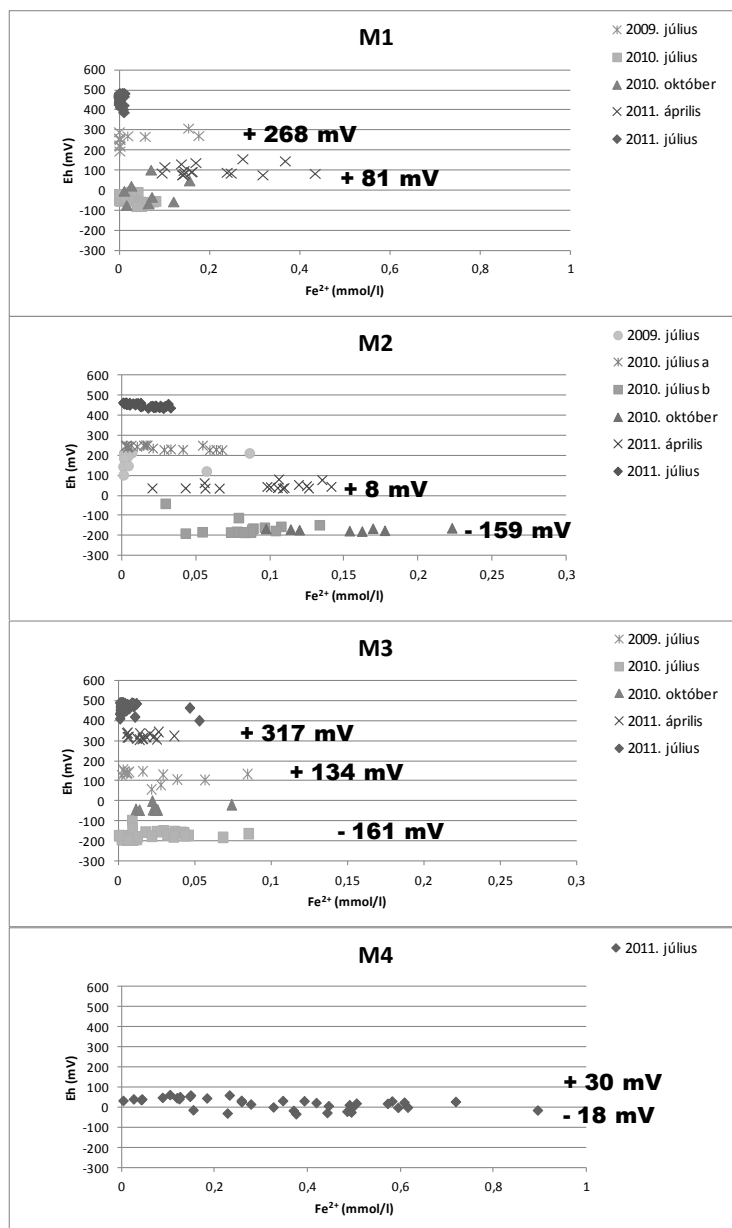 M1
2009. július
2010. július
2010. október
2011. április
2011. július
600
500
400
300
200
100
0
-100
-200
-300
Eh (mV)
+ 268 mV
+ 81 mV
0
0,2
0,4
0,6
0,8
1
Fe²⁺ (mmol/l)
M2
2009. július
2010. július a
2010. július b
2010. október
2011. április
2011. július
600
500
400
300
200
100
0
-100
-200
-300
Eh (mV)
+ 8 mV
- 159 mV
0
0,05
0,1
0,15
0,2
0,25
0,3
Fe²⁺ (mmol/l)
M3
2009. július
2010. július
2010. október
2011. április
2011. július
600
500
400
300
200
100
0
-100
-200
-300
Eh (mV)
+ 317 mV
+ 134 mV
- 161 mV
0
0,05
0,1
0,15
0,2
0,25
0,3
Fe²⁺ (mmol/l)
M4
2011. július
600
500
400
300
200
100
0
-100
-200
-300
Eh (mV)
+ 30 mV
- 18 mV
0
0,2
0,4
0,6
0,8
1
Fe²⁺ (mmol/l)